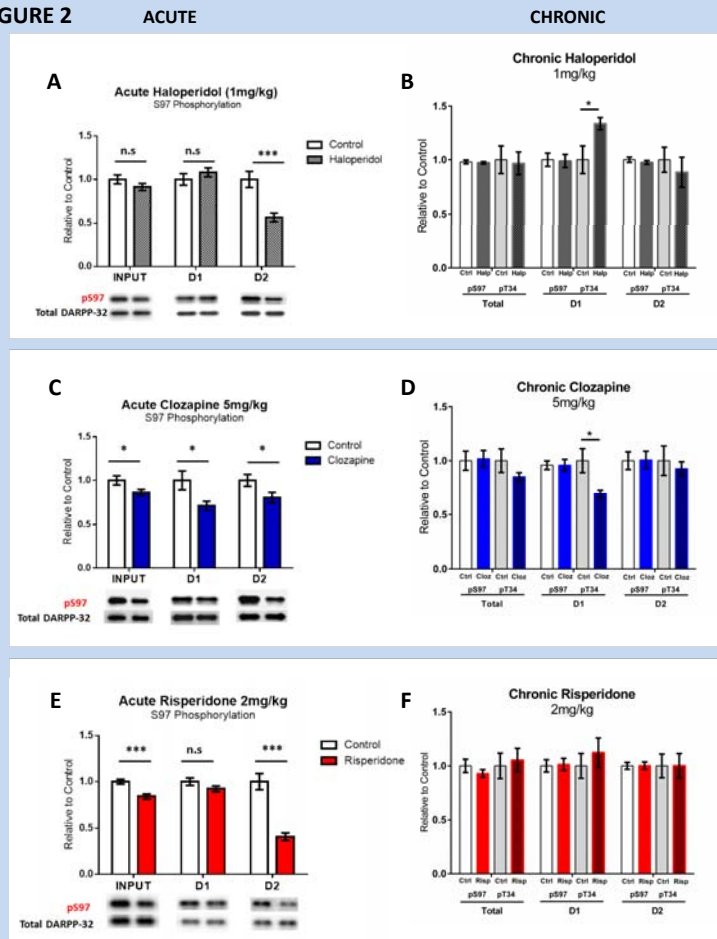 GURE 2
ACUTE
CHRONIC
A
Acute Haloperidol (1mg/kg)
S97 Phosphorylation
Relative to Control
1.5
1.0
0.5
0.0
n.s
n.s
***
Control
Haloperidol
INPUT D1 D2
pS97
Total DARPP-32
B
Chronic Haloperidol
1mg/kg
Relative to Control
1.5
1.0
0.5
0.0
*
Ctrl Halp Ctrl Halp Ctrl Halp Ctrl Halp Ctrl Halp Ctrl Halp
pS97 pT34 pS97 pT34 pS97 pT34
Total D1 D2
C
Acute Clozapine 5mg/kg
S97 Phosphorylation
Relative to Control
1.5
1.0
0.5
0.0
*
*
*
Control
Clozapine
INPUT D1 D2
pS97
Total DARPP-32
D
Chronic Clozapine
5mg/kg
Relative to Control
1.5
1.0
0.5
0.0
*
Ctrl Cloz Ctrl Cloz Ctrl Cloz Ctrl Cloz Ctrl Cloz Ctrl Cloz
pS97 pT34 pS97 pT34 pS97 pT34
Total D1 D2
E
Acute Risperidone 2mg/kg
S97 Phosphorylation
Relative to Control
1.5
1.0
0.5
0.0
***
n.s
***
Control
Risperidone
INPUT D1 D2
pS97
Total DARPP-32
F
Chronic Risperidone
2mg/kg
Relative to Control
1.5
1.0
0.5
0.0
Ctrl Risp Ctrl Risp Ctrl Risp Ctrl Risp Ctrl Risp Ctrl Risp
pS97 pT34 pS97 pT34 pS97 pT34
Total D1 D2